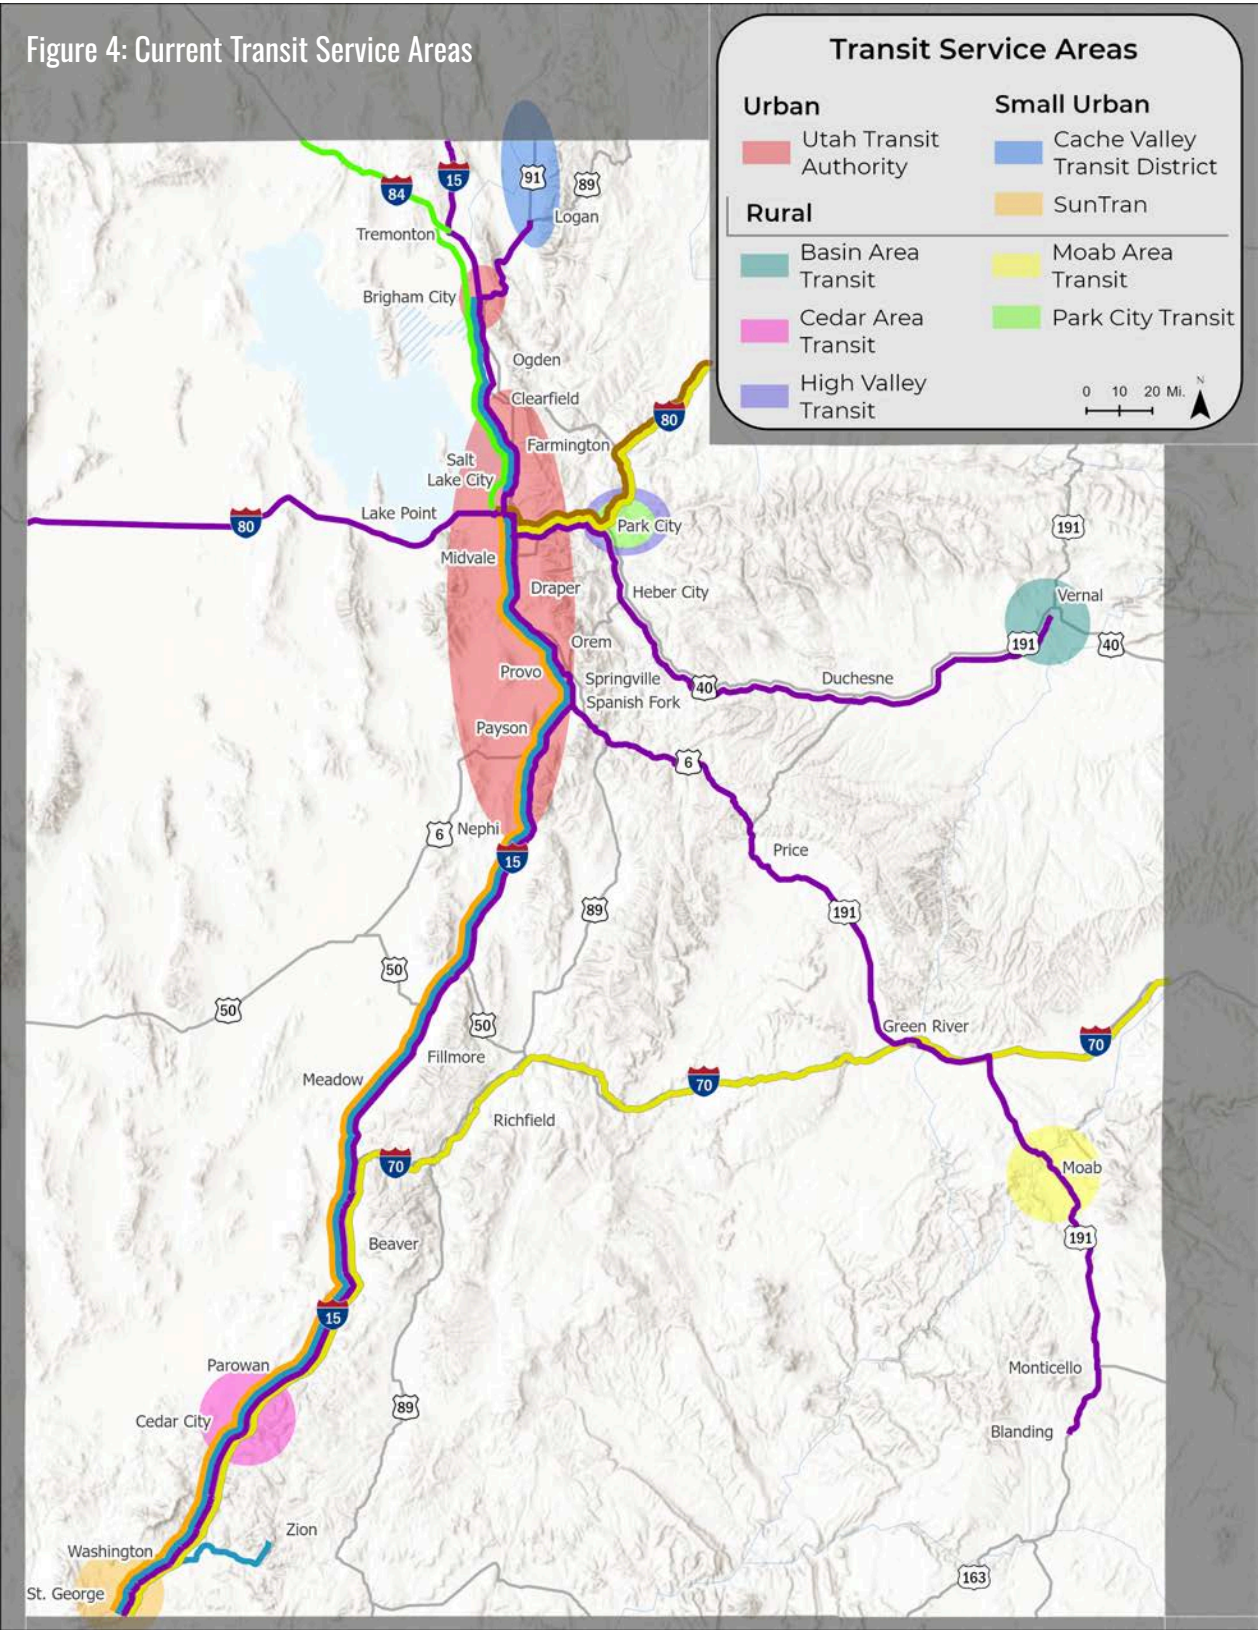 Figure 4: Current Transit Service Areas
Transit Service Areas
Urban
Utah Transit
Authority
Small Urban
Cache Valley
Transit District
SunTran
Rural
Basin Area
Transit
Cedar Area
Transit
High Valley
Transit
Moab Area
Transit
Park City Transit
0 10 20 Mi.
N
84
15
91
89
Logan
Tremonton
Brigham City
Ogden
Clearfield
80
Farmington
Salt
Lake City
Lake Point
80
Park City
191
Midvale
Draper
Heber City
Vernal
Orem
191
40
Provo
Springville
Duchesne
40
Spanish Fork
Payson
6
6
Nephi
15
Price
89
191
50
50
50
Green River
70
Fillmore
Meadow
70
Richfield
70
Moab
191
Beaver
15
Parowan
Monticello
89
Cedar City
Blanding
Zion
Washington
St. George
163